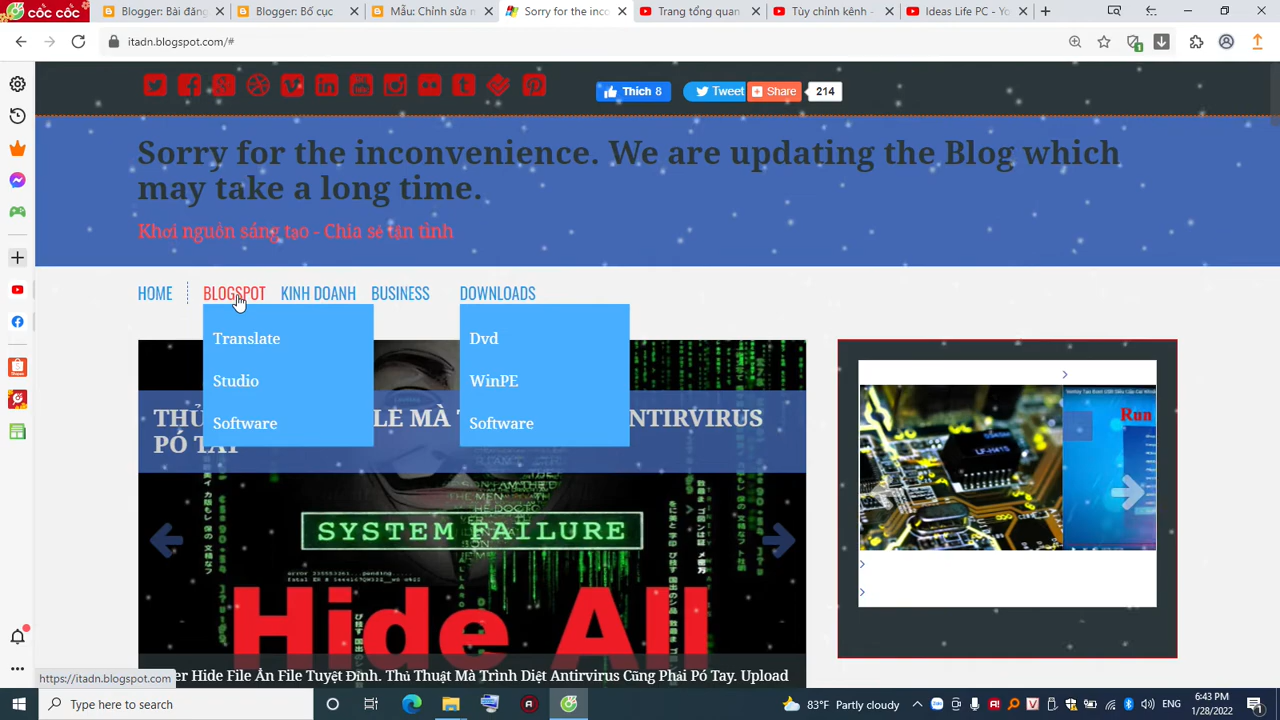 cốc cốc
Blogger: Bài đăng
Blogger: Bố cục
Mẫu: Chỉnh sửa n
Sorry for the inco
Trang tổng quan
Tùy chỉnh kênh -
Ideas Life PC - Yo
itadn.blogspot.com/#
Thích 8
Tweet
Share
214
Sorry for the inconvenience. We are updating the Blog which
may take a long time.
Khơi nguồn sáng tạo - Chia sẻ tận tình
HOME
BLOGSPOT
KINH DOANH
BUSINESS
DOWNLOADS
Translate
Studio
Software
Dvd
WinPE
Software
NTIVIRUS
PÓ TAY
SYSTEM FAILURE
Hide All
Run
er Hide File Ẩn File Tuyệt Đỉnh. Thủ Thuật Mà Trình Diệt Antivirus Cũng Phải Pó Tay. Upload
https://itadn.blogspot.com
Type here to search
83°F Partly cloudy
ENG
6:43 PM
1/28/2022